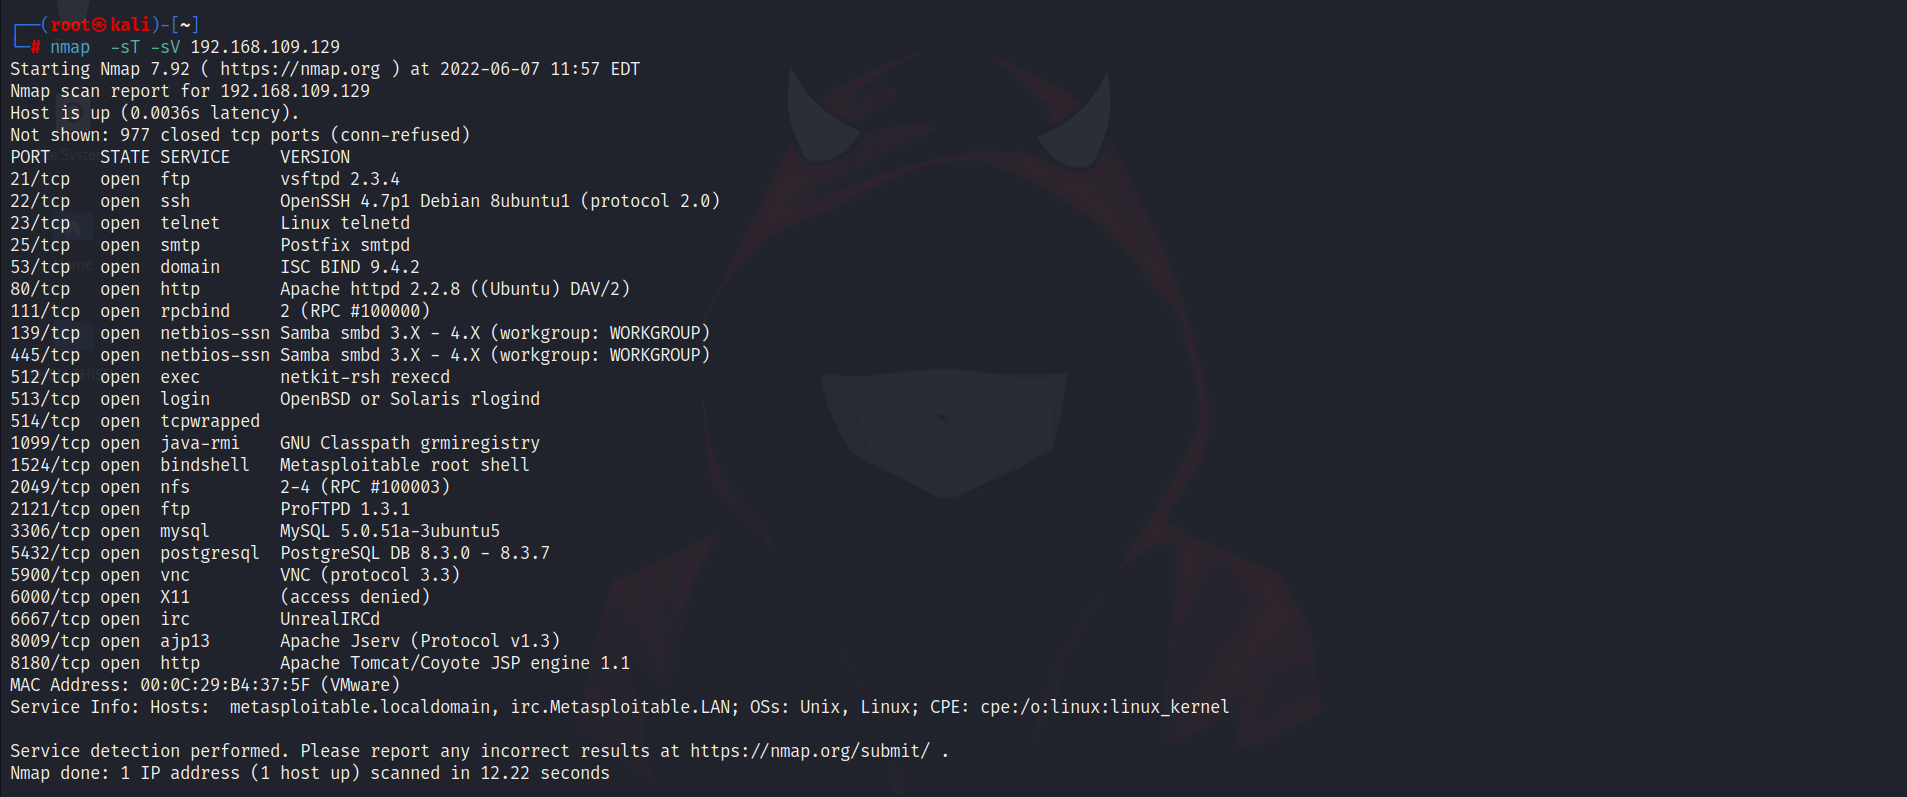 ┌──(root㉿kali)-[~]
└─# nmap  -sT -sV 192.168.109.129
Starting Nmap 7.92 ( https://nmap.org ) at 2022-06-07 11:57 EDT
Nmap scan report for 192.168.109.129
Host is up (0.0036s latency).
Not shown: 977 closed tcp ports (conn-refused)
PORT     STATE SERVICE     VERSION
21/tcp   open  ftp         vsftpd 2.3.4
22/tcp   open  ssh         OpenSSH 4.7p1 Debian 8ubuntu1 (protocol 2.0)
23/tcp   open  telnet      Linux telnetd
25/tcp   open  smtp        Postfix smtpd
53/tcp   open  domain      ISC BIND 9.4.2
80/tcp   open  http        Apache httpd 2.2.8 ((Ubuntu) DAV/2)
111/tcp  open  rpcbind     2 (RPC #100000)
139/tcp  open  netbios-ssn Samba smbd 3.X - 4.X (workgroup: WORKGROUP)
445/tcp  open  netbios-ssn Samba smbd 3.X - 4.X (workgroup: WORKGROUP)
512/tcp  open  exec        netkit-rsh rexecd
513/tcp  open  login       OpenBSD or Solaris rlogind
514/tcp  open  tcpwrapped
1099/tcp open  java-rmi    GNU Classpath grmiregistry
1524/tcp open  bindshell   Metasploitable root shell
2049/tcp open  nfs         2-4 (RPC #100003)
2121/tcp open  ftp         ProFTPD 1.3.1
3306/tcp open  mysql       MySQL 5.0.51a-3ubuntu5
5432/tcp open  postgresql  PostgreSQL DB 8.3.0 - 8.3.7
5900/tcp open  vnc         VNC (protocol 3.3)
6000/tcp open  X11         (access denied)
6667/tcp open  irc         UnrealIRCd
8009/tcp open  ajp13       Apache Jserv (Protocol v1.3)
8180/tcp open  http        Apache Tomcat/Coyote JSP engine 1.1
MAC Address: 00:0C:29:B4:37:5F (VMware)
Service Info: Hosts:  metasploitable.localdomain, irc.Metasploitable.LAN; OSs: Unix, Linux; CPE: cpe:/o:linux:linux_kernel
Service detection performed. Please report any incorrect results at https://nmap.org/submit/ .
Nmap done: 1 IP address (1 host up) scanned in 12.22 seconds